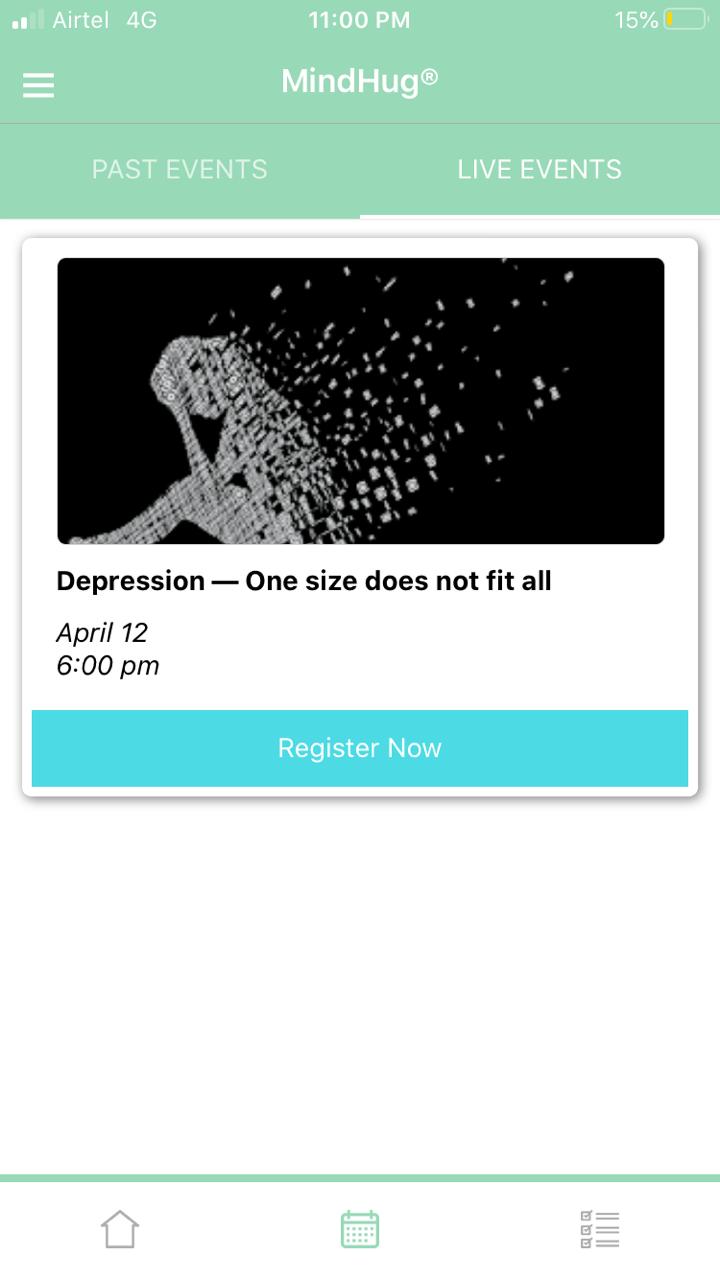 Airtel 4G 11:00 PM 15%
MindHug®
PAST EVENTS LIVE EVENTS
Depression — One size does not fit all
April 12
6:00 pm
Register Now